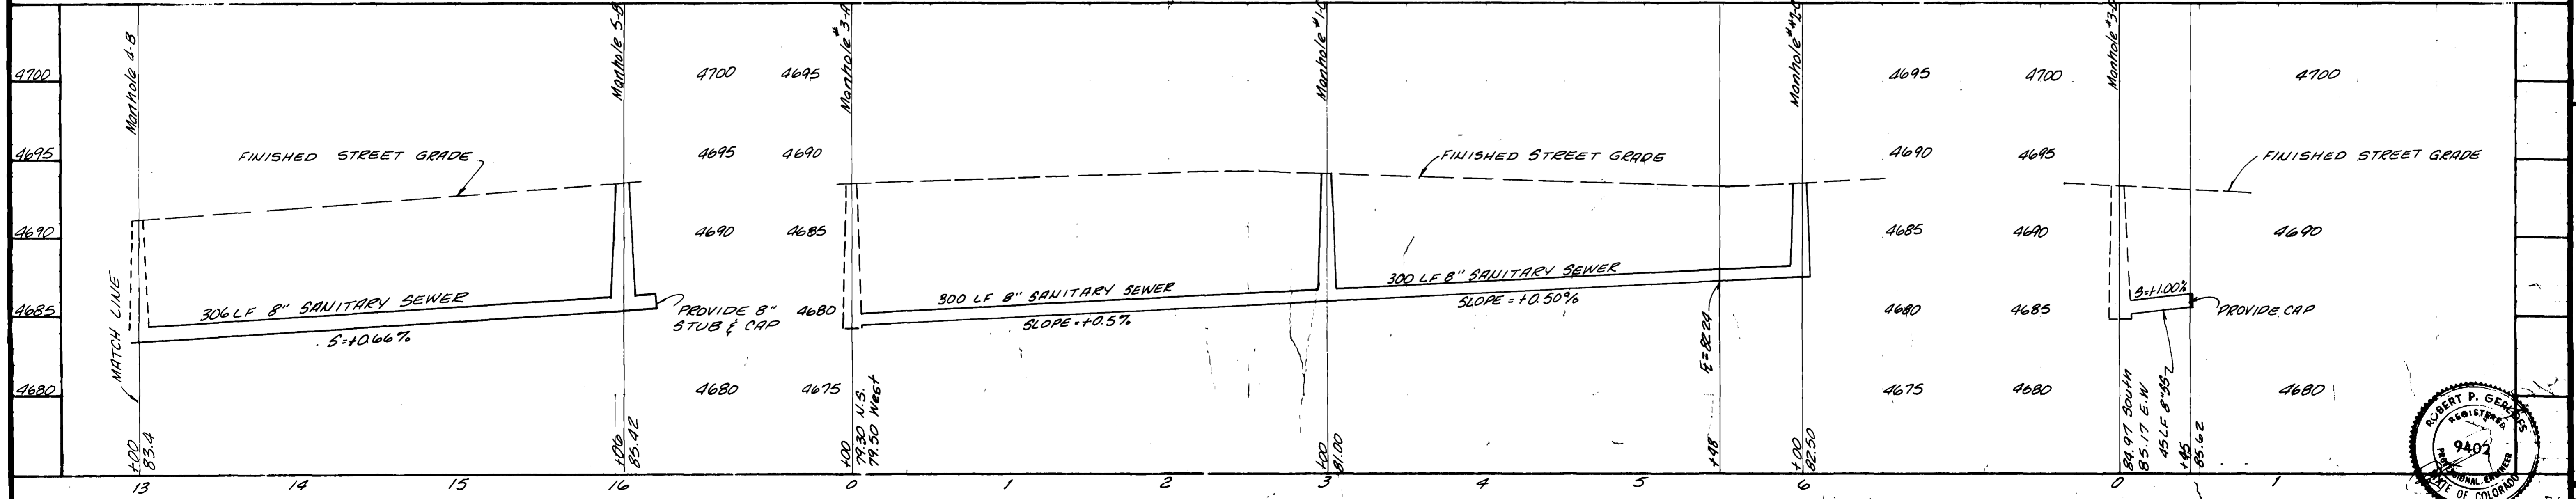 Manhole 4-B
Manhole 5-B
Manhole #3-A
Manhole #1-C
Manhole #2-C
4700
4700
4695
4695
4700
4700
4695
4695
4690
4690
4695
FINISHED STREET GRADE
FINISHED STREET GRADE
FINISHED STREET GRADE
4690
4690
4685
4685
4690
4690
4685
4680
4680
4685
306 LF 8" SANITARY SEWER
S=+0.66%
PROVIDE 8"
STUB & CAP
300 LF 8" SANITARY SEWER
SLOPE=+0.5%
300 LF 8" SANITARY SEWER
SLOPE = +0.50%
S=+1.00%
PROVIDE CAP
MATCH LINE
4680
4680
4675
4675
4680
4680
+00
83.4
+06
85.42
+00
79.30 N.S.
79.50 West
+00
81.00
+48
+00
82.50
84.97 South
85.17 E.W
45 LF 8" SS
+45
85.62
13
14
15
16
0
1
2
3
4
5
6
0
1
ROBERT P.
REGISTERED
9402
PROFESSIONAL ENGINEER
STATE OF COLORADO